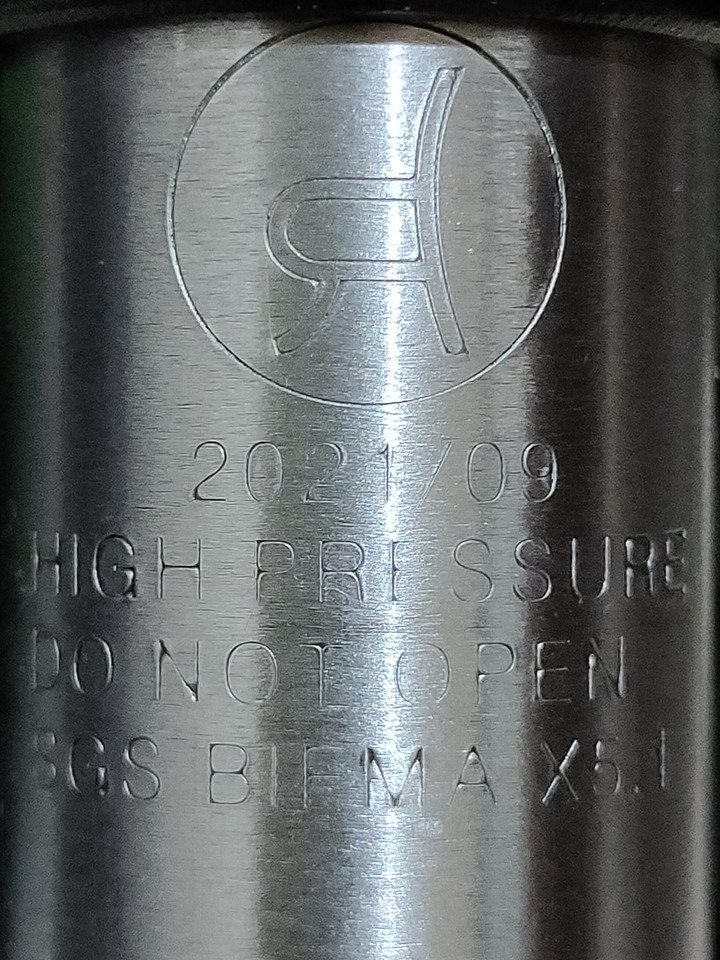 2021/09
HIGH PRESSURE
DO NOT OPEN
SGS BIFMA X5.1